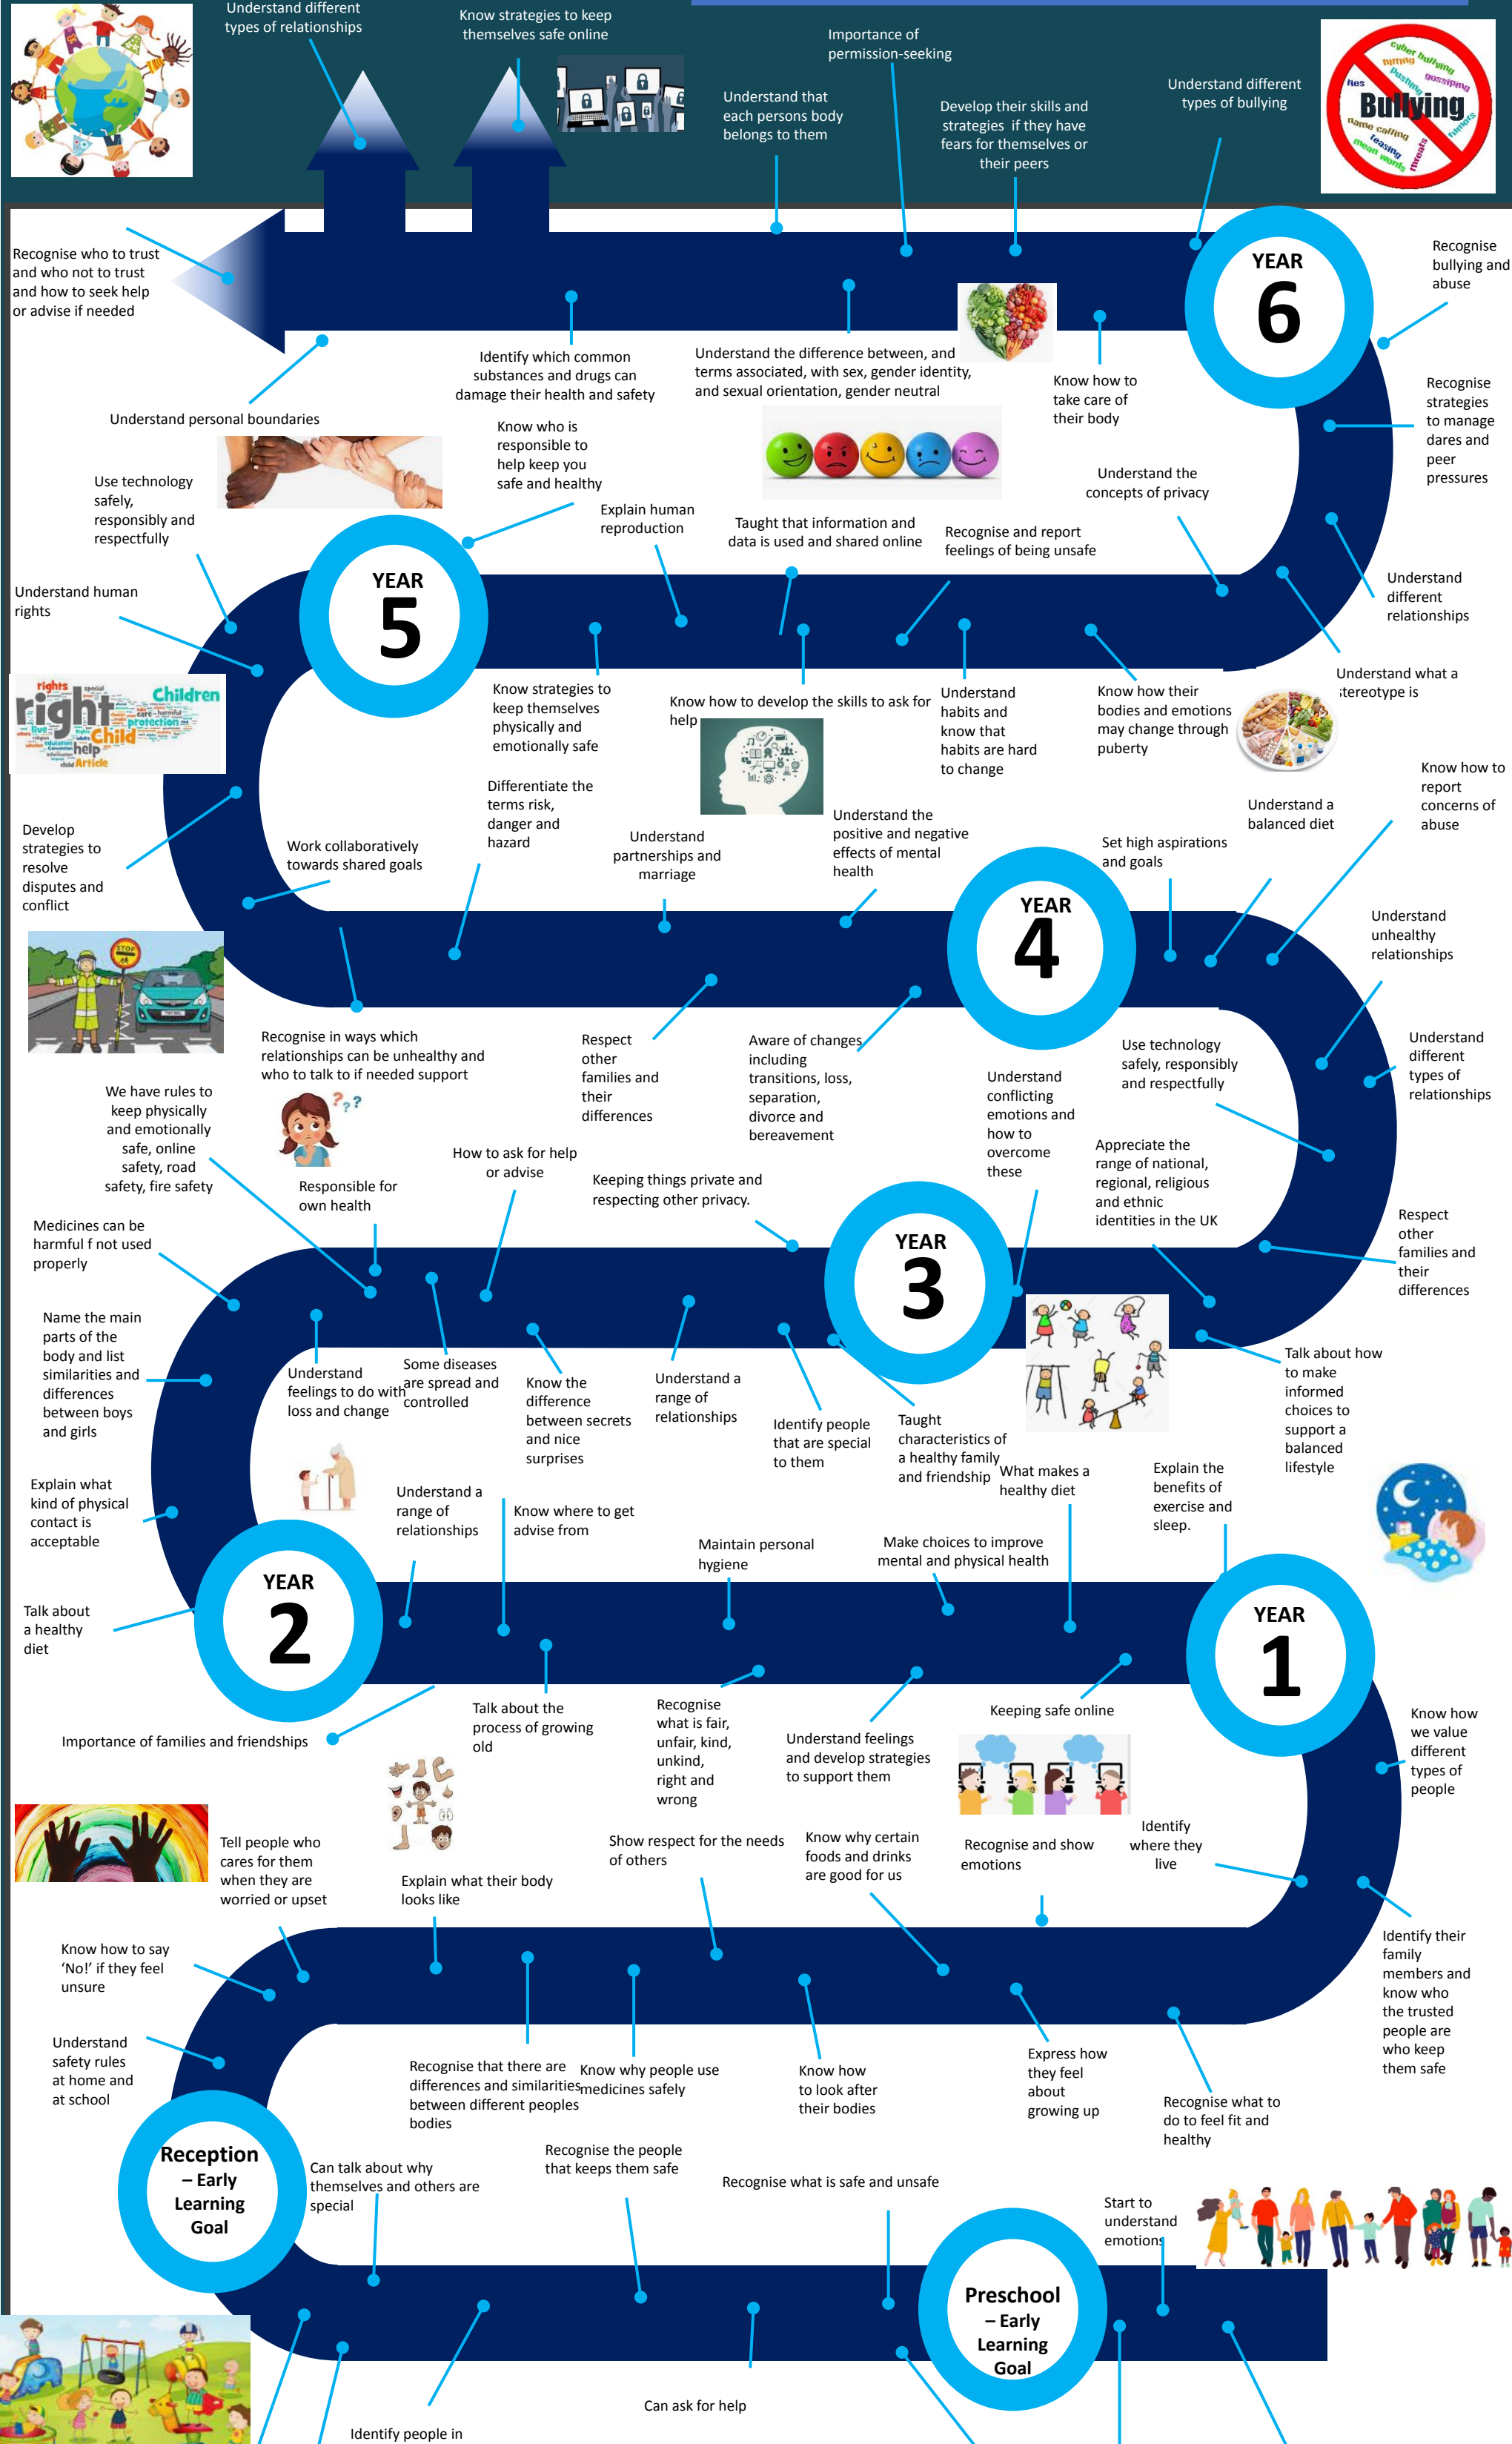 Understand different
types of relationships
Know strategies to keep
themselves safe online
Importance of
permission-seeking
Understand that
each persons body
belongs to them
Develop their skills and
strategies if they have
fears for themselves or
their peers
Understand different
types of bullying
cyber bullying
hitting
pushing
gossiping
lies
Bullying
name calling
teasing
mean words
threats
rumors
Recognise who to trust
and who not to trust
and how to seek help
or advise if needed
YEAR
6
Recognise
bullying and
abuse
Identify which common
substances and drugs can
damage their health and safety
Understand the difference between, and
terms associated, with sex, gender identity,
and sexual orientation, gender neutral
Know how to
take care of
their body
Recognise
strategies
to manage
dares and
peer
pressures
Understand personal boundaries
Know who is
responsible to
help keep you
safe and healthy
Understand the
concepts of privacy
Use technology
safely,
responsibly and
respectfully
Explain human
reproduction
Taught that information and
data is used and shared online
Recognise and report
feelings of being unsafe
YEAR
5
Understand human
rights
Understand
different
relationships
Understand what a
stereotype is
rights
special
Children
right
care
harmful
protection
live
Child
education
help
child
Article
Know strategies to
keep themselves
physically and
emotionally safe
Know how to develop the skills to ask for
help
Understand
habits and
know that
habits are hard
to change
Know how their
bodies and emotions
may change through
puberty
Know how to
report
concerns of
abuse
Differentiate the
terms risk,
danger and
hazard
Understand a
balanced diet
Develop
strategies to
resolve
disputes and
conflict
Work collaboratively
towards shared goals
Understand
partnerships and
marriage
Understand the
positive and negative
effects of mental
health
Set high aspirations
and goals
YEAR
4
Understand
unhealthy
relationships
STOP
Recognise in ways which
relationships can be unhealthy and
who to talk to if needed support
Respect
other
families and
their
differences
Aware of changes
including
transitions, loss,
separation,
divorce and
bereavement
Understand
conflicting
emotions and
how to
overcome
these
Use technology
safely, responsibly
and respectfully
Understand
different
types of
relationships
We have rules to
keep physically
and emotionally
safe, online
safety, road
safety, fire safety
???
Responsible for
own health
How to ask for help
or advise
Keeping things private and
respecting other privacy.
Appreciate the
range of national,
regional, religious
and ethnic
identities in the UK
Medicines can be
harmful f not used
properly
YEAR
3
Respect
other
families and
their
differences
Name the main
parts of the
body and list
similarities and
differences
between boys
and girls
Understand
feelings to do with
loss and change
Some diseases
are spread and
controlled
Know the
difference
between secrets
and nice
surprises
Understand a
range of
relationships
Identify people
that are special
to them
Taught
characteristics of
a healthy family
and friendship
Talk about how
to make
informed
choices to
support a
balanced
lifestyle
Explain what
kind of physical
contact is
acceptable
Understand a
range of
relationships
Know where to get
advise from
What makes a
healthy diet
Explain the
benefits of
exercise and
sleep.
Maintain personal
hygiene
Make choices to improve
mental and physical health
YEAR
2
Talk about
a healthy
diet
YEAR
1
Importance of families and friendships
Talk about the
process of growing
old
Recognise
what is fair,
unfair, kind,
unkind,
right and
wrong
Understand feelings
and develop strategies
to support them
Keeping safe online
Know how
we value
different
types of
people
Tell people who
cares for them
when they are
worried or upset
Explain what their body
looks like
Show respect for the needs
of others
Know why certain
foods and drinks
are good for us
Recognise and show
emotions
Identify
where they
live
Know how to say
‘No!’ if they feel
unsure
Identify their
family
members and
know who
the trusted
people are
who keep
them safe
Understand
safety rules
at home and
at school
Recognise that there are
differences and similarities
between different peoples
bodies
Know why people use
medicines safely
Know how
to look after
their bodies
Express how
they feel
about
growing up
Recognise what to
do to feel fit and
healthy
Reception
– Early
Learning
Goal
Can talk about why
themselves and others are
special
Recognise the people
that keeps them safe
Recognise what is safe and unsafe
Start to
understand
emotions
Preschool
– Early
Learning
Goal
Can ask for help
Identify people in